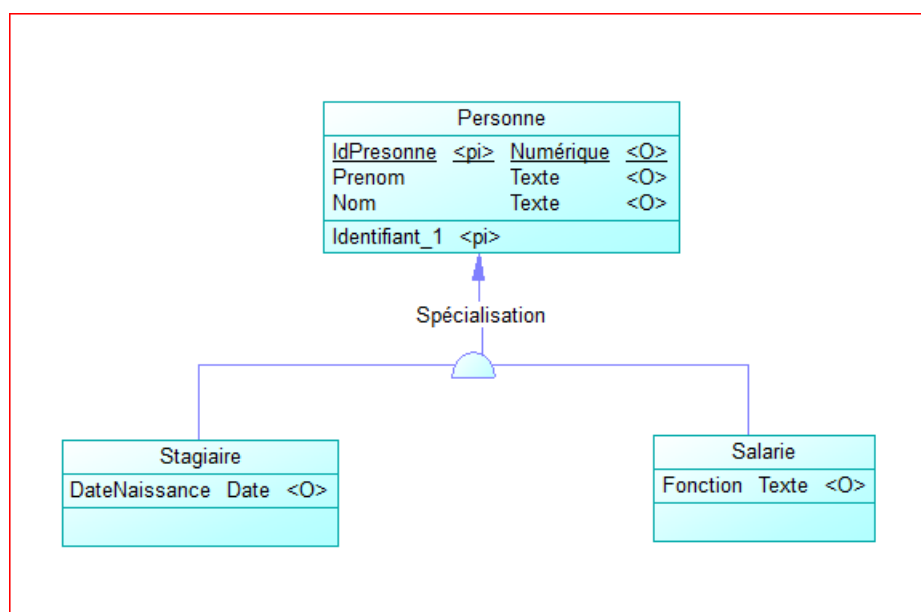 Personne
IdPresonne <pi> Numérique <O>
Prenom Texte <O>
Nom Texte <O>
Identifiant_1 <pi>
Spécialisation
Stagiaire
DateNaissance Date <O>
Salarie
Fonction Texte <O>